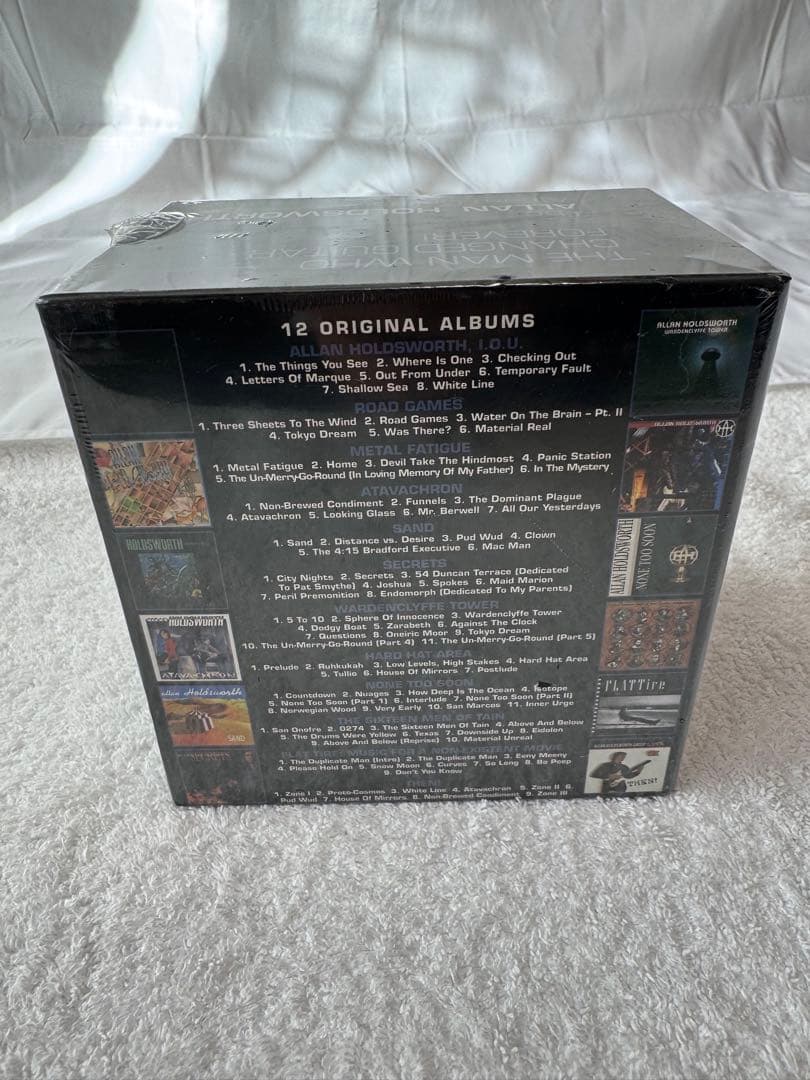 ALLAN HOLDSWORTH
THE MAN WHO
CHANGED GUITAR
FOREVER!
12 ORIGINAL ALBUMS
ALLAN HOLDSWORTH, I.O.U.
1. The Things You See 2. Where Is One 3. Checking Out
4. Letters Of Marque 5. Out From Under 6. Temporary Fault
7. Shallow Sea 8. White Line
ROAD GAMES
1. Three Sheets To The Wind 2. Road Games 3. Water On The Brain – Pt. II
4. Tokyo Dream 5. Was There? 6. Material Real
METAL FATIGUE
1. Metal Fatigue 2. Home 3. Devil Take The Hindmost 4. Panic Station
5. The Un-Merry-Go-Round (In Loving Memory Of My Father) 6. In The Mystery
ATAVACHRON
1. Non-Brewed Condiment 2. Funnels 3. The Dominant Plague
4. Atavachron 5. Looking Glass 6. Mr. Berwell 7. All Our Yesterdays
SAND
1. Sand 2. Distance vs. Desire 3. Pud Wud 4. Clown
5. The 4:15 Bradford Executive 6. Mac Man
SECRETS
1. City Nights 2. Secrets 3. 54 Duncan Terrace (Dedicated
To Pat Smythe) 4. Joshua 5. Spokes 6. Maid Marion
7. Peril Premonition 8. Endomorph (Dedicated To My Parents)
WARDENCLYFFE TOWER
1. 5 To 10 2. Sphere Of Innocence 3. Wardenclyffe Tower
4. Dodgy Boat 5. Zarabeth 6. Against The Clock
7. Questions 8. Oneiric Moor 9. Tokyo Dream
10. The Un-Merry-Go-Round (Part 4) 11. The Un-Merry-Go-Round (Part 5)
HARD HAT AREA
1. Prelude 2. Ruhkukah 3. Low Levels, High Stakes 4. Hard Hat Area
5. Tullio 6. House Of Mirrors 7. Postlude
NONE TOO SOON
1. Countdown 2. Nuages 3. How Deep Is The Ocean 4. Isotope
5. None Too Soon (Part 1) 6. Interlude 7. None Too Soon (Part II)
8. Norwegian Wood 9. Very Early 10. San Marcos 11. Inner Urge
THE SIXTEEN MEN OF TAIN
1. San Onofre 2. 0274 3. The Sixteen Men Of Tain 4. Above And Below
5. The Drums Were Yellow 6. Texas 7. Downside Up 8. Eidolon
9. Above And Below (Reprise) 10. Material Unreal
FLAT TIRE - MUSIC FOR A NON-EXISTENT MOVIE
1. The Duplicate Man (Intro) 2. The Duplicate Man 3. Eeny Meeny
4. Please Hold On 5. Snow Moon 6. Curves 7. So Long 8. Bo Peep
9. Don't You Know
THEN!
1. Zone I 2. Proto-Cosmos 3. White Line 4. Atavachron 5. Zone II 6.
Pud Wud 7. House Of Mirrors 8. Non-Brewed Condiment 9. Zone III
HOLDSWORTH
HOLDSWORTH
ATAVACHRON
Allan Holdsworth
SAND
ALLAN HOLDSWORTH
WARDENCLYFFE TOWER
ALLAN HOLDSWORTH
ALLAN HOLDSWORTH
NONE TOO SOON
FLATTire
THEN!